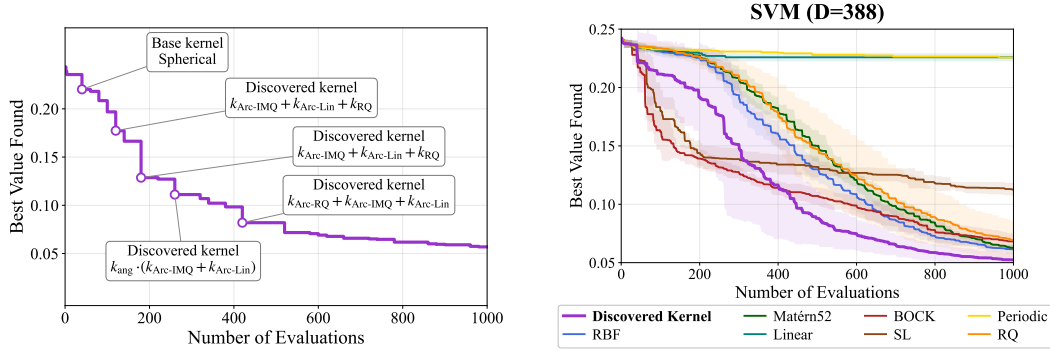 Best Value Found
0.20
0.15
0.10
0.05
0 200 400 600 800 1000
Number of Evaluations
Base kernel
Spherical
Discovered kernel
k_Arc-IMQ + k_Arc-Lin + k_RQ
Discovered kernel
k_Arc-IMQ + k_Arc-Lin + k_RQ
Discovered kernel
k_Arc-RQ + k_Arc-IMQ + k_Arc-Lin
Discovered kernel
k_ang · (k_Arc-IMQ + k_Arc-Lin)
SVM (D=388)
Best Value Found
0.25
0.20
0.15
0.10
0.05
0 200 400 600 800 1000
Number of Evaluations
Discovered Kernel Matérn52 BOCK Periodic
RBF Linear SL RQ